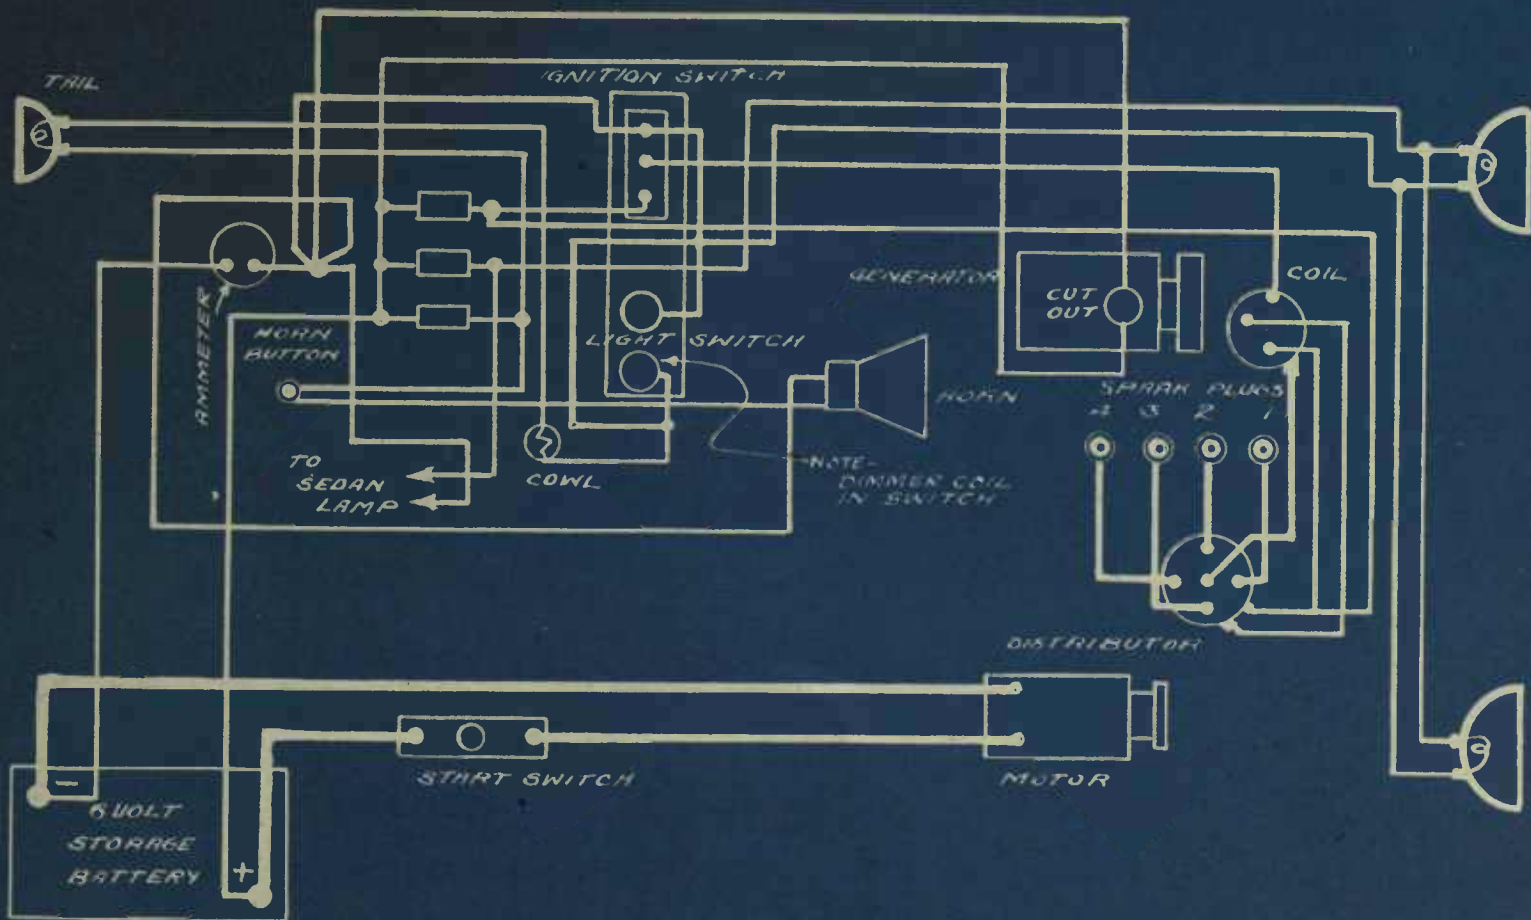 TAIL
IGNITION SWITCH
GENERATOR
CUT
OUT
COIL
AMMETER
HORN
BUTTON
LIGHT SWITCH
HORN
SPARK PLUGS
4 3 2 1
TO
SEDAN
LAMP
COWL
NOTE-
DIMMER COIL
IN SWITCH
DISTRIBUTOR
START SWITCH
MOTOR
-
6 VOLT
STORAGE
BATTERY +